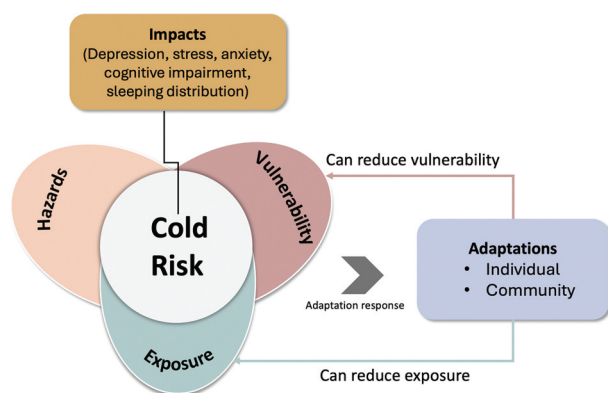 Impacts
(Depression, stress, anxiety,
cognitive impairment,
sleeping distribution)
Hazards
Vulnerability
Cold
Risk
Exposure
Can reduce vulnerability
Adaptation response
Adaptations
• Individual
• Community
Can reduce exposure